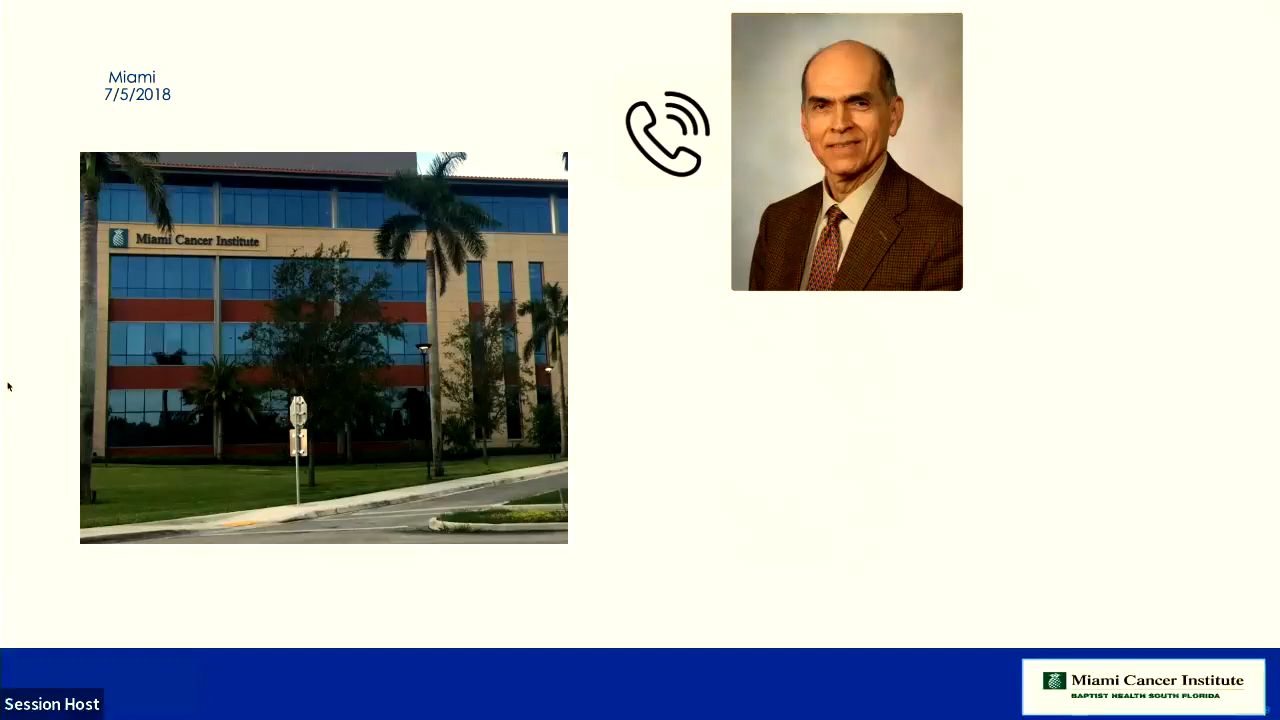 Miami
7/5/2018
Miami Cancer Institute
Session Host
Miami Cancer Institute
BAPTIST HEALTH SOUTH FLORIDA